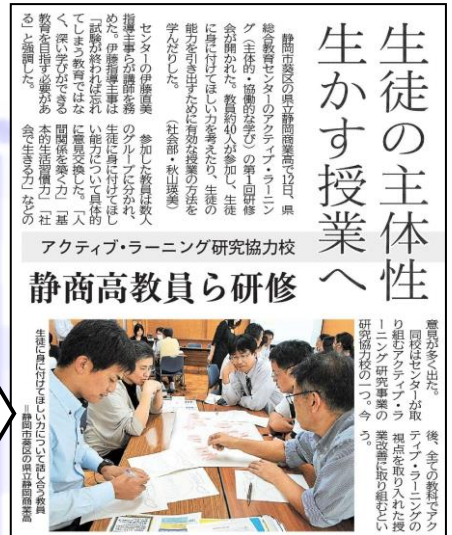 生徒の主体性
生かす授業へ
アクティブ・ラーニング研究協力校
静商高教員ら研修
静岡市葵区の県立静岡商業高で12日、県
総合教育センターのアクティブ・ラーニン
グ（主体的・協働的な学び）の第1回研修
会が開かれた。教員約40人が参加し、生徒
に身に付けてほしい力を考えたり、生徒の
能力を引き出すために有効な授業の方法を
学んだりした。
（社会部・秋山瑛美）
センターの伊藤直美
指導主事らが講師を務
めた。伊藤指導主事は
「試験が終われば忘れ
てしまう教育ではな
く、深い学びができる
教育を目指す必要があ
る」と強調した。
参加した教員は数人
のグループに分かれ、
生徒に身に付けてほし
い能力について具体的
に意見交換した。「人
間関係を築く力」「基
本的生活習慣力」「社
会で生きる力」などの
意見が多く出た。
同校はセンターが取
り組むアクティブ・ラ
ーニング研究事業の
研究協力校の一つ。今
後、全ての教科でアク
ティブ・ラーニングの
視点を取り入れた授
業改善に取り組むとい
う。
生徒に身に付けてほしい力について話し合う教員
＝静岡市葵区の県立静岡商業高